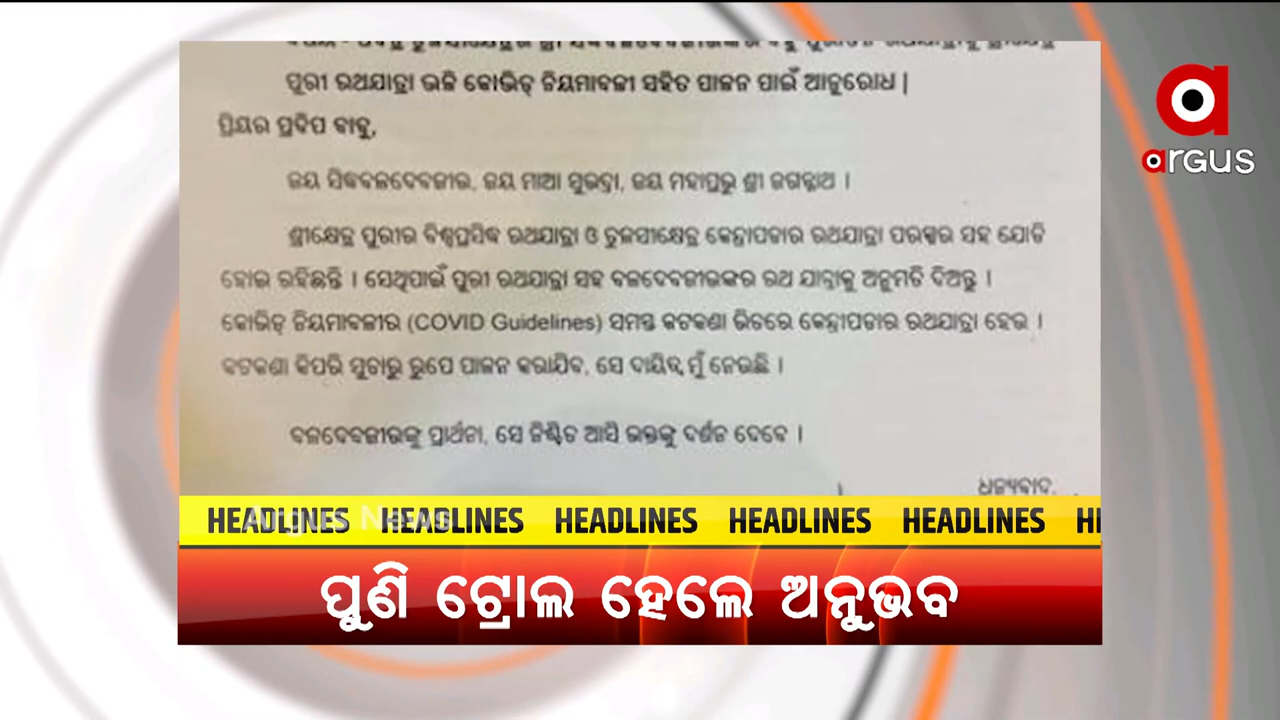 ପୁରୀ ରଥଯାତ୍ରା ଭଳି କୋଭିଡ୍ ନିୟମାବଳୀ ସହିତ ପାଳନ ପାଇଁ ଆନୁରୋଧ |
ପ୍ରିୟର ପ୍ରଦିପ ବାବୁ,
ଜୟ ସିଦ୍ଧବଳଦେବଜୀଉ, ଜୟ ମାଆ ସୁଭଦ୍ରା, ଜୟ ମହାପ୍ରଭୁ ଶ୍ରୀ ଜଗନ୍ନାଥ ।
ଶ୍ରୀକ୍ଷେତ୍ର ପୁରୀର ବିଶ୍ୱପ୍ରସିଦ୍ଧ ରଥଯାତ୍ରା ଓ ତୁଳସୀକ୍ଷେତ୍ର କେନ୍ଦ୍ରାପଡାର ରଥଯାତ୍ରା ପରସ୍ପର ସହ ଯୋଡି
ହୋଇ ରହିଛନ୍ତି । ସେଥିପାଇଁ ପୁରୀ ରଥଯାତ୍ରା ସହ ବଳଦେବଜୀଉଙ୍କର ରଥ ଯାତ୍ରାକୁ ଅନୁମତି ଦିଅନ୍ତୁ ।
କୋଭିଡ୍ ନିୟମାବଳୀର (COVID Guidelines) ସମସ୍ତ କଟକଣା ଭିତରେ କେନ୍ଦ୍ରାପଡାର ରଥଯାତ୍ରା ହେଉ ।
କଟକଣା କିପରି ସୁଚାରୁ ରୁପେ ପାଳନ କରାଯିବ, ସେ ଦାୟିତ୍ୱ ମୁଁ ନେଉଛି ।
ବଳଦେବଜୀଉଙ୍କୁ ପ୍ରାର୍ଥନା, ସେ ନିଶ୍ଚିତ ଆସି ଭକ୍ତଙ୍କୁ ଦର୍ଶନ ଦେବେ ।
ଧନ୍ୟବାଦ,
HEADLINES HEADLINES HEADLINES HEADLINES HEADLINES
Argus News
ପୁଣି ଟ୍ରୋଲ ହେଲେ ଅନୁଭବ
argus